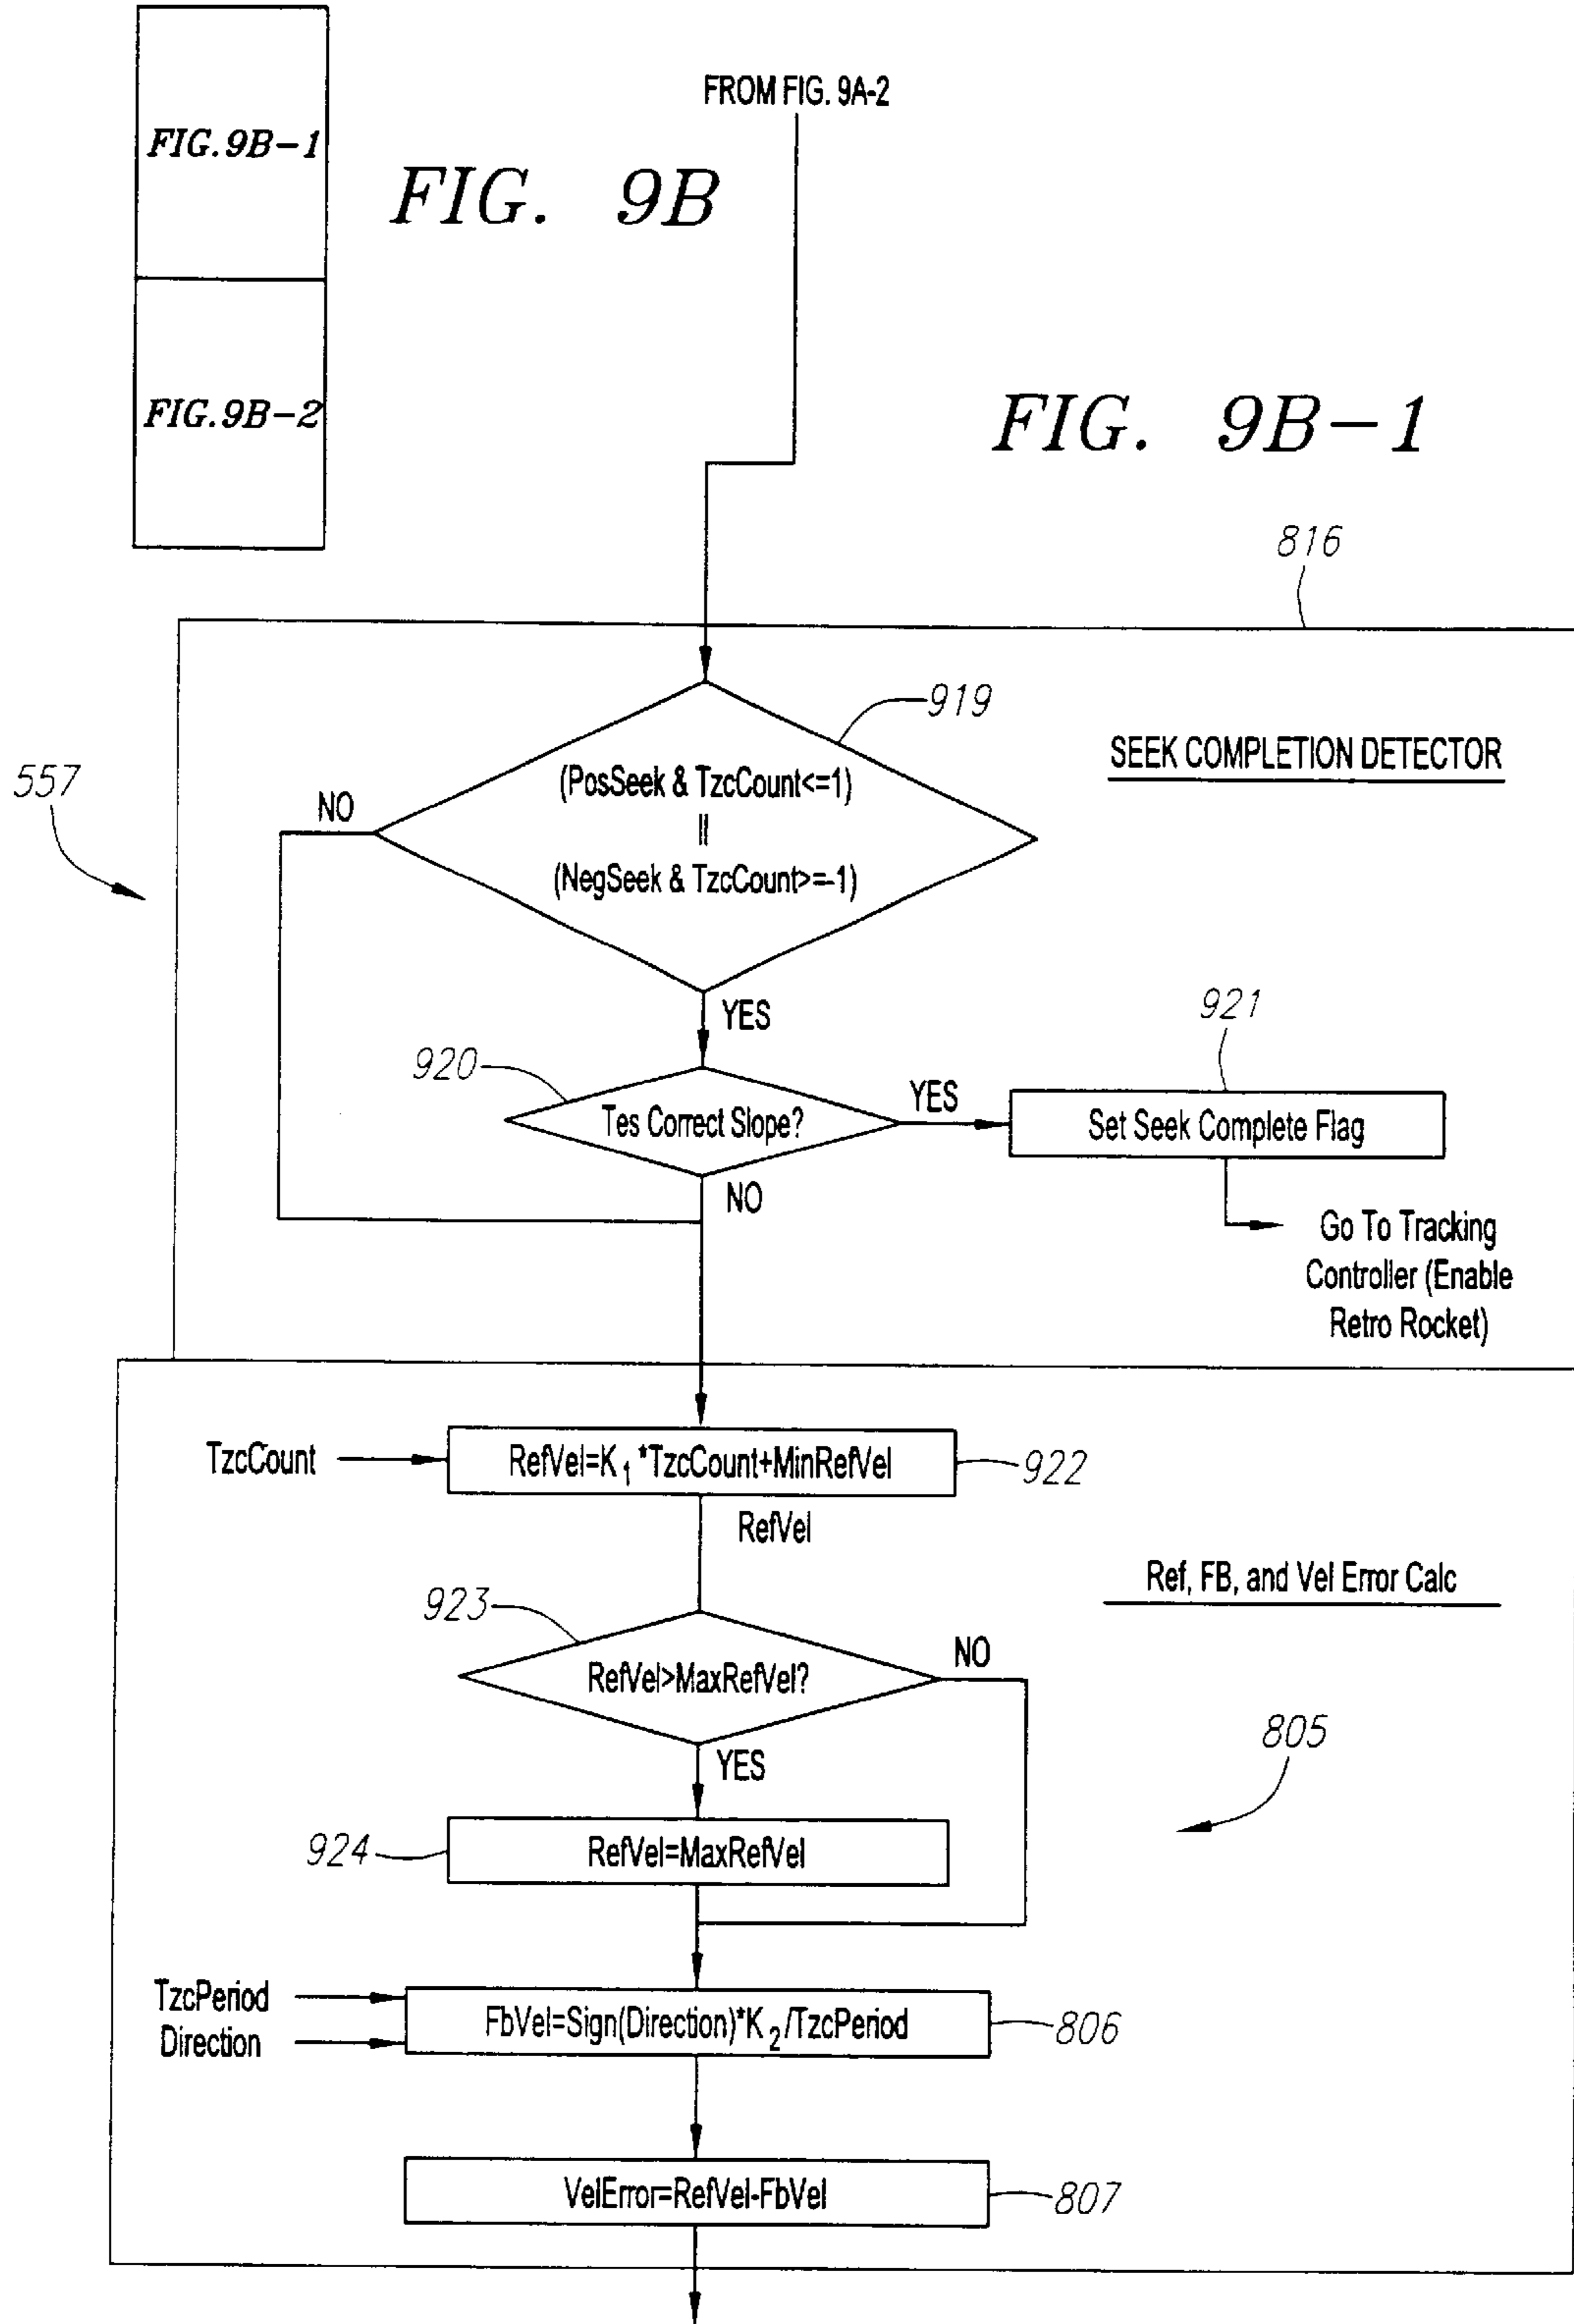 FIG.9B-1
FIG.9B-2
FIG. 9B
FROM FIG. 9A-2
FIG. 9B-1
816
919
SEEK COMPLETION DETECTOR
557
NO
(PosSeek & TzcCount<=1)
||
(NegSeek & TzcCount>=-1)
YES
920
Tes Correct Slope?
YES
921
Set Seek Complete Flag
NO
Go To Tracking
Controller (Enable
Retro Rocket)
TzcCount
RefVel=K1*TzcCount+MinRefVel
922
RefVel
Ref, FB, and Vel Error Calc
923
RefVel>MaxRefVel?
NO
805
YES
924
RefVel=MaxRefVel
TzcPeriod
Direction
FbVel=Sign(Direction)*K2/TzcPeriod
806
VelError=RefVel-FbVel
807